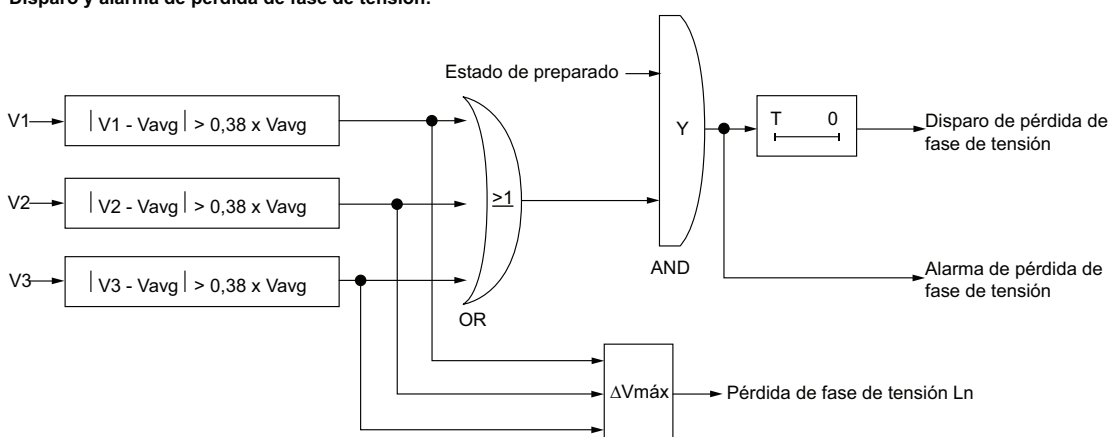 Disparo y alarma de pérdida de fase de tensión:
Estado de preparado
V1
| V1 - Vavg | > 0,38 x Vavg
Y
T 0
Disparo de pérdida de
fase de tensión
V2
| V2 - Vavg | > 0,38 x Vavg
>1
V3
| V3 - Vavg | > 0,38 x Vavg
AND
Alarma de pérdida de
fase de tensión
OR
ΔVmáx
Pérdida de fase de tensión Ln